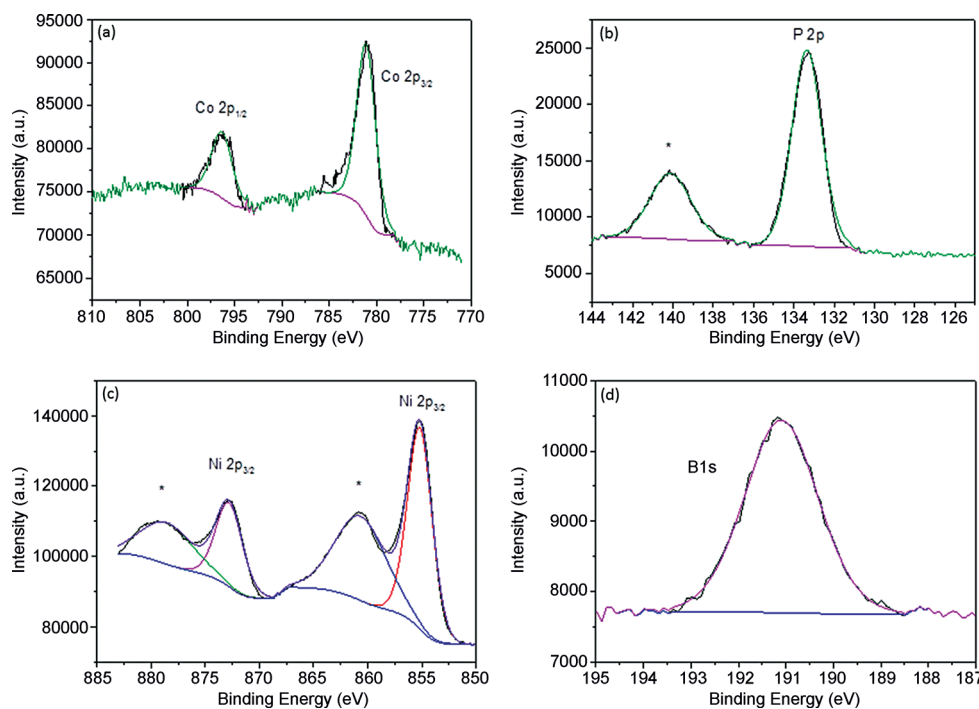 (a)
Co 2p1/2
Co 2p3/2
95000
90000
85000
80000
75000
70000
65000
Intensity (a.u.)
810 805 800 795 790 785 780 775 770
Binding Energy (eV)
(b)
P 2p
*
25000
20000
15000
10000
5000
Intensity (a.u.)
144 142 140 138 136 134 132 130 128 126
Binding Energy (eV)
(c)
Ni 2p3/2
Ni 2p3/2
* *
140000
120000
100000
80000
Intensity (a.u.)
885 880 875 870 865 860 855 850
Binding Energy (eV)
(d)
B1s
11000
10000
9000
8000
7000
Intensity (a.u.)
195 194 193 192 191 190 189 188 187
Binding Energy (eV)